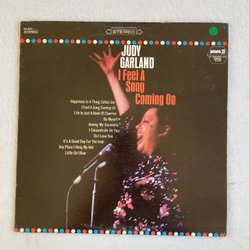 STEREO
JUDY
GARLAND
I Feel A
Song
Coming On
Happiness Is A Thing Called Joe
I Feel A Song Coming On
Life Is Just A Bowl Of Cherries
By Myself
Among My Souvenirs
I Concentrate On You
Do I Love You
It's A Great Day For The Irish
Any Place I Hang My Hat
Little Girl Blue